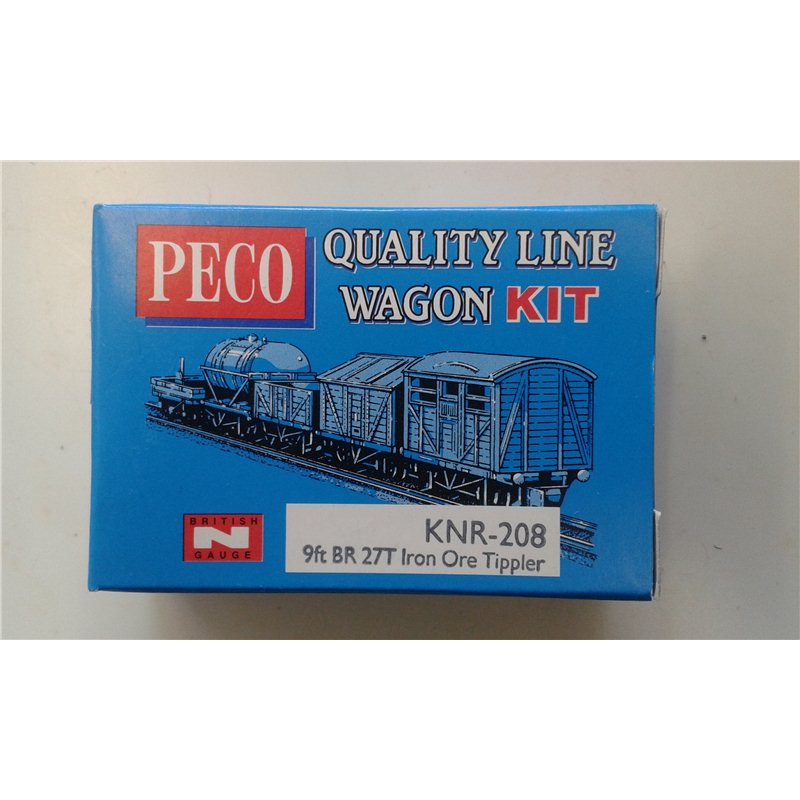 PECO
QUALITY LINE
WAGON KIT
BRITISH
N
GAUGE
KNR-208
9ft BR 27T Iron Ore Tippler